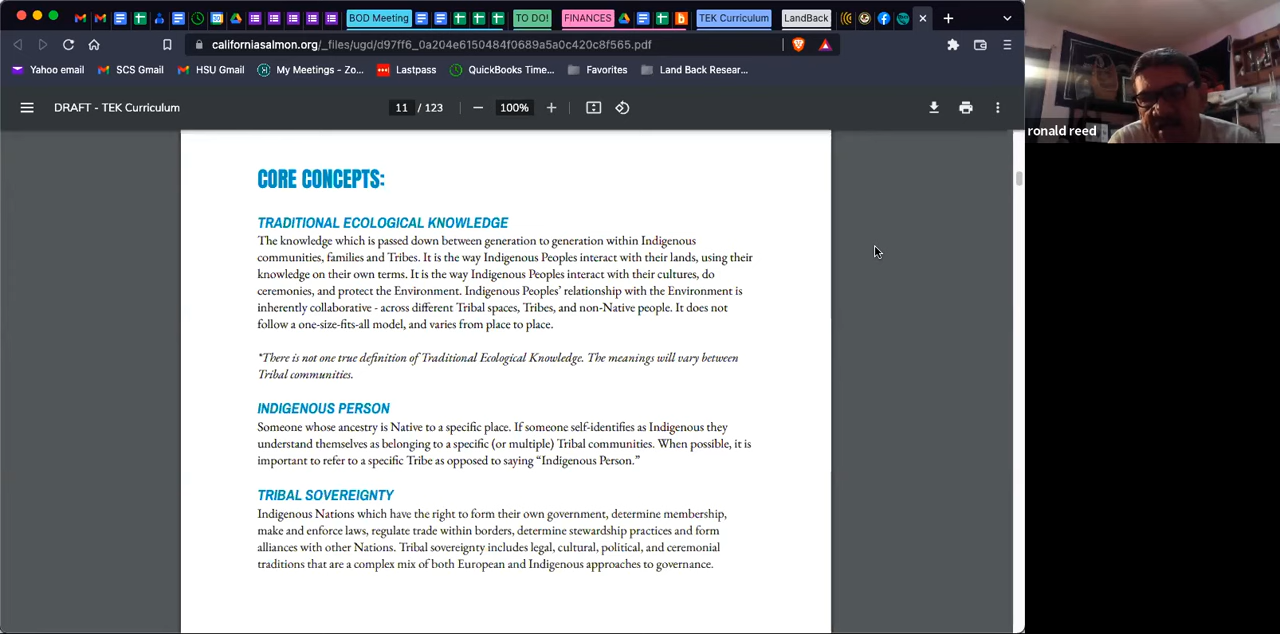 BOD Meeting
TO DO!
FINANCES
TEK Curriculum
LandBack
californiasalmon.org/_files/ugd/d97ff6_0a204e6150484f0689a5a0c420c8f565.pdf
Yahoo email
SCS Gmail
HSU Gmail
My Meetings - Zo...
Lastpass
QuickBooks Time...
Favorites
Land Back Resear...
DRAFT - TEK Curriculum
11 / 123
100%
ronald reed
CORE CONCEPTS:
TRADITIONAL ECOLOGICAL KNOWLEDGE
The knowledge which is passed down between generation to generation within Indigenous
communities, families and Tribes. It is the way Indigenous Peoples interact with their lands, using their
knowledge on their own terms. It is the way Indigenous Peoples interact with their cultures, do
ceremonies, and protect the Environment. Indigenous Peoples' relationship with the Environment is
inherently collaborative - across different Tribal spaces, Tribes, and non-Native people. It does not
follow a one-size-fits-all model, and varies from place to place.
*There is not one true definition of Traditional Ecological Knowledge. The meanings will vary between
Tribal communities.
INDIGENOUS PERSON
Someone whose ancestry is Native to a specific place. If someone self-identifies as Indigenous they
understand themselves as belonging to a specific (or multiple) Tribal communities. When possible, it is
important to refer to a specific Tribe as opposed to saying “Indigenous Person.”
TRIBAL SOVEREIGNTY
Indigenous Nations which have the right to form their own government, determine membership,
make and enforce laws, regulate trade within borders, determine stewardship practices and form
alliances with other Nations. Tribal sovereignty includes legal, cultural, political, and ceremonial
traditions that are a complex mix of both European and Indigenous approaches to governance.